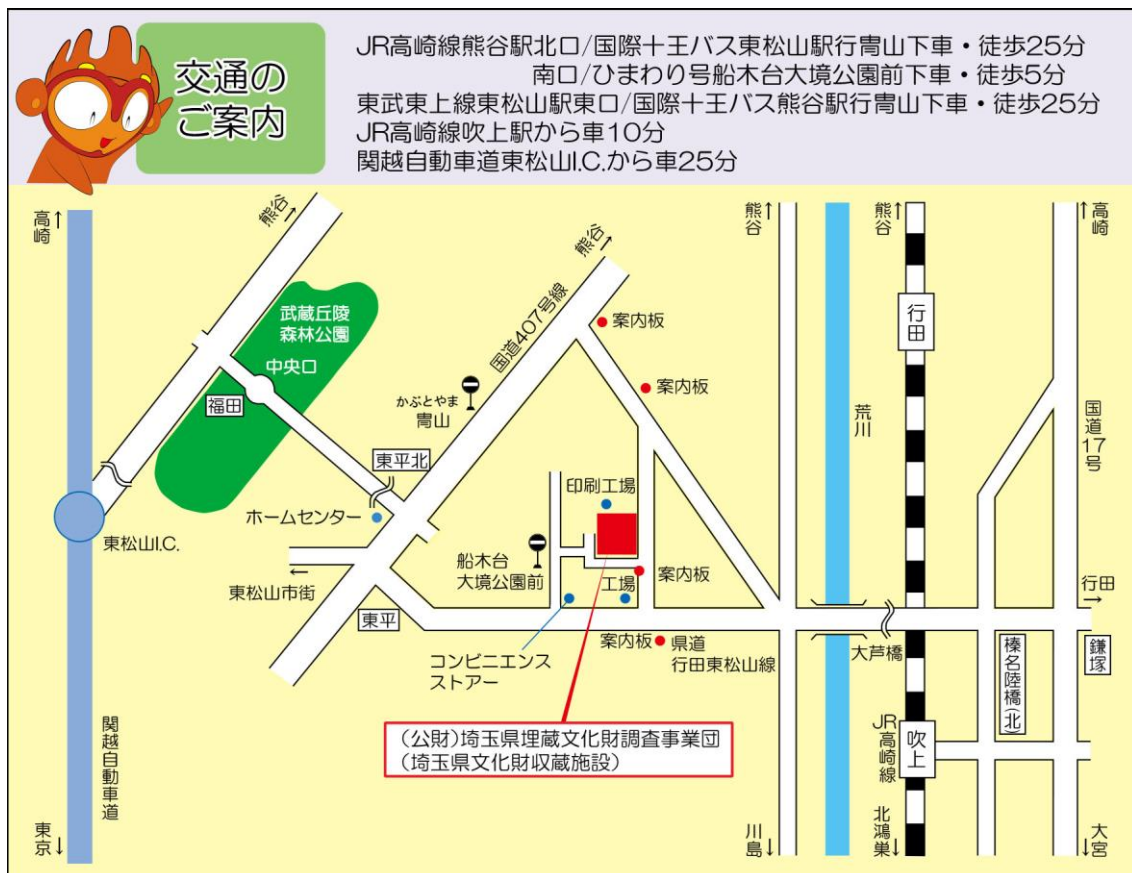 交通の
ご案内
JR高崎線熊谷駅北口/国際十王バス東松山駅行冑山下車・徒歩25分
南口/ひまわり号船木台大境公園前下車・徒歩5分
東武東上線東松山駅東口/国際十王バス熊谷駅行冑山下車・徒歩25分
JR高崎線吹上駅から車10分
関越自動車道東松山I.C.から車25分
高崎↑
熊谷→
熊谷→
熊谷↑
熊谷↑
↑高崎
武蔵丘陵
森林公園
中央口
福田
国道407号線
案内板
案内板
行田
かぶとやま
冑山
荒川
国道17号
東平北
印刷工場
ホームセンター
東松山I.C.
船木台
大境公園前
工場
案内板
東松山市街
←
行田
→
東平
案内板
県道
行田東松山線
大芦橋
榛名陸橋(北)
鎌塚
コンビニエンス
ストアー
(公財)埼玉県埋蔵文化財調査事業団
(埼玉県文化財収蔵施設)
関越自動車道
JR高崎線
吹上
東京↓
川島↓
北鴻巣↓
↓大宮